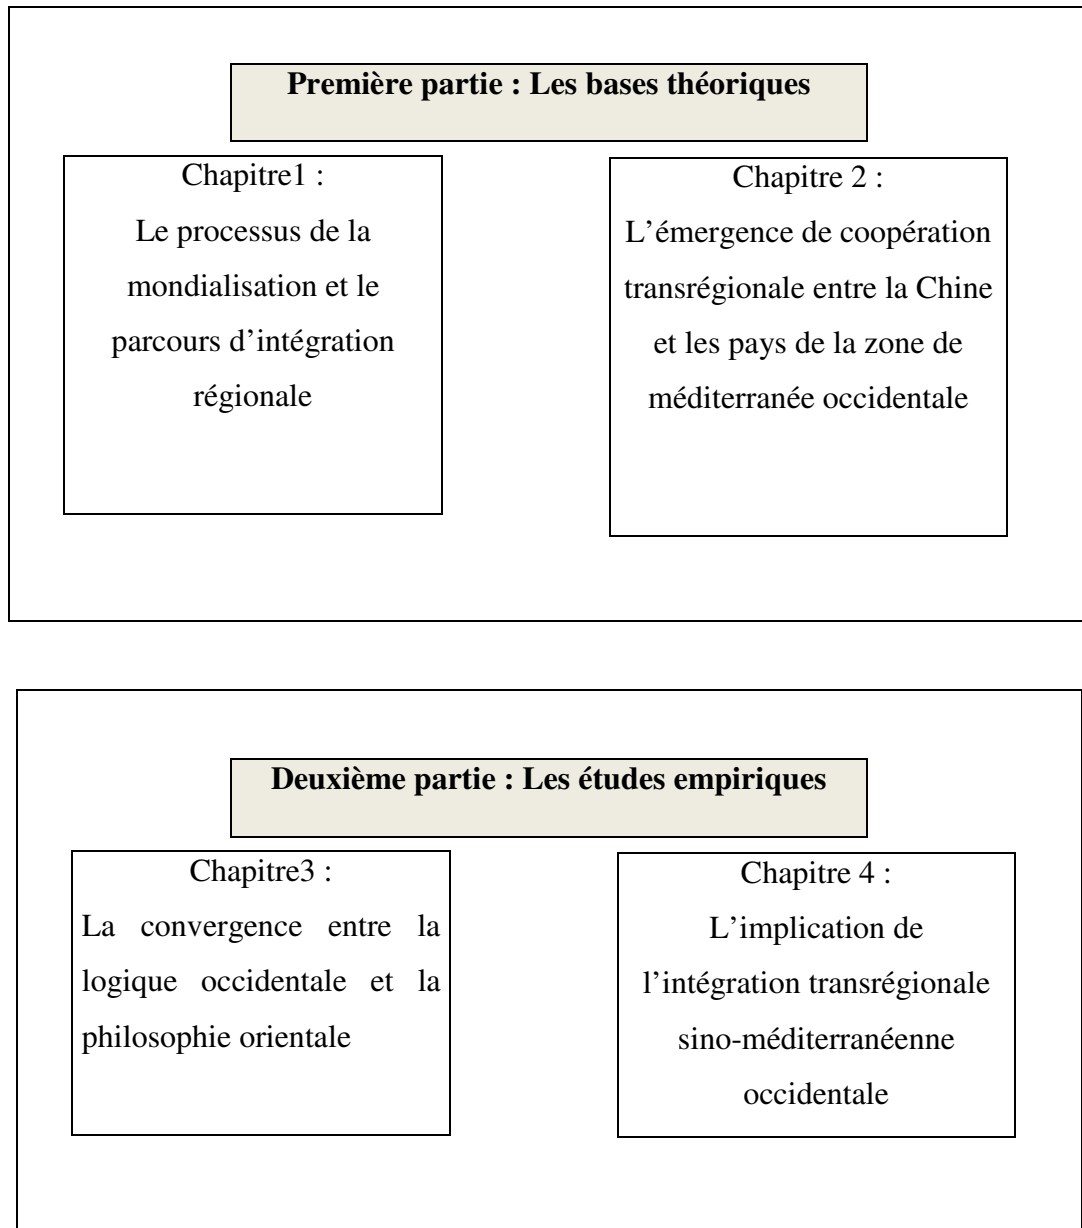 Première partie : Les bases théoriques
Chapitre1 :
Le processus de la
mondialisation et le
parcours d’intégration
régionale
Chapitre 2 :
L’émergence de coopération
transrégionale entre la Chine
et les pays de la zone de
méditerranée occidentale
Deuxième partie : Les études empiriques
Chapitre3 :
La convergence entre la
logique occidentale et la
philosophie orientale
Chapitre 4 :
L’implication de
l’intégration transrégionale
sino-méditerranéenne
occidentale